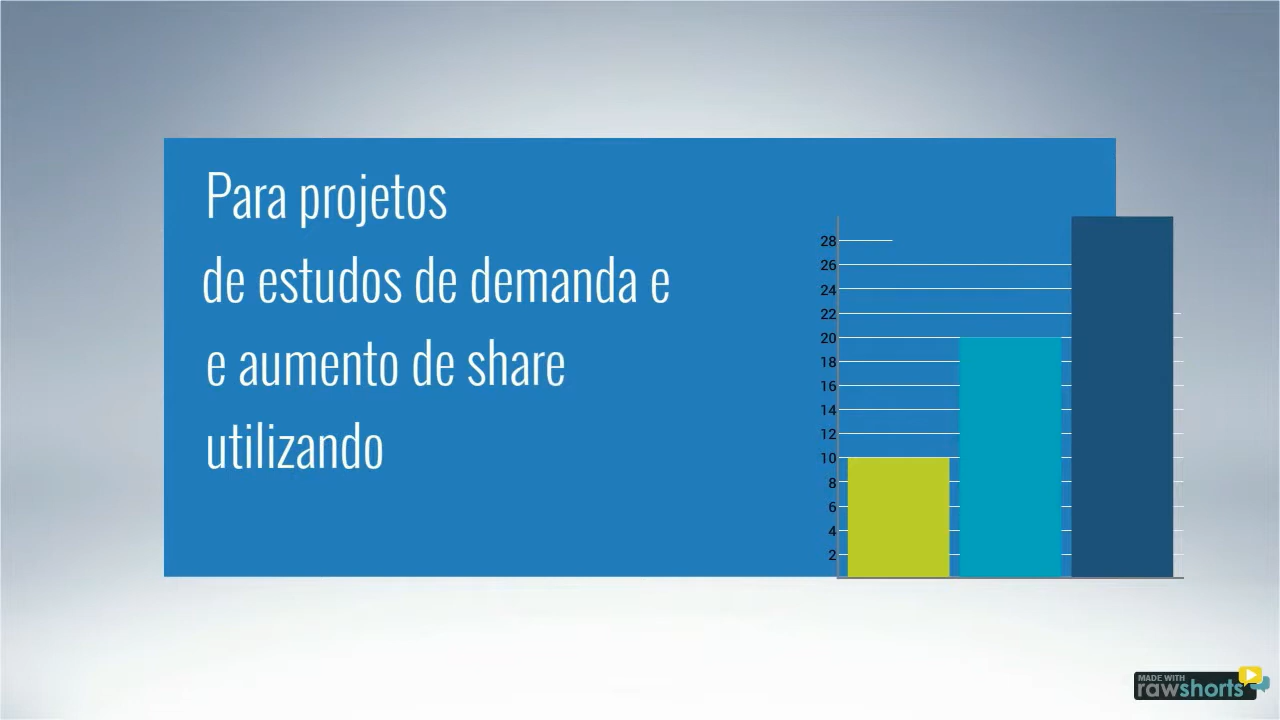 Para projetos
de estudos de demanda e
e aumento de share
utilizando
28
26
24
22
20
18
16
14
12
10
8
6
4
2
MADE WITH
rawshorts